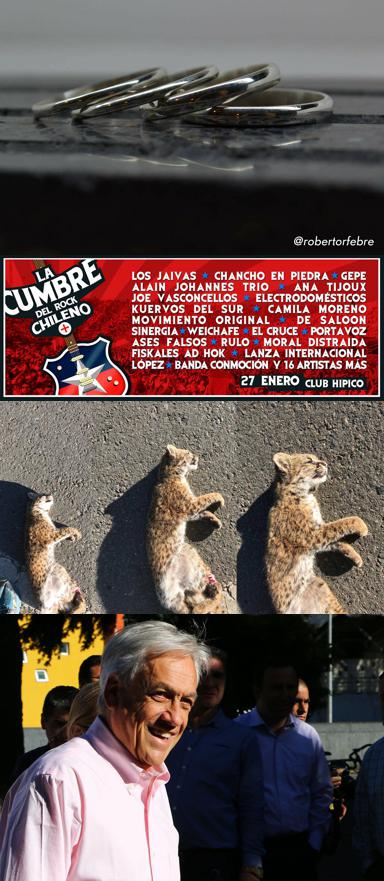 @robertorfebre
LA
CUMBRE
DEL ROCK
CHILENO
LOS JAIVAS ★ CHANCHO EN PIEDRA ★ GEPE
ALAIN JOHANNES TRIO ★ ANA TIJOUX
JOE VASCONCELLOS ★ ELECTRODOMÉSTICOS
KUERVOS DEL SUR ★ CAMILA MORENO
MOVIMIENTO ORIGINAL ★ DE SALOON
SINERGIA ★ WEICHAFE ★ EL CRUCE ★ PORTAVOZ
ASES FALSOS ★ RULO ★ MORAL DISTRAIDA
FISKALES AD HOK ★ LANZA INTERNACIONAL
LÓPEZ ★ BANDA CONMOCIÓN Y 16 ARTISTAS MÁS
27 ENERO CLUB HIPICO